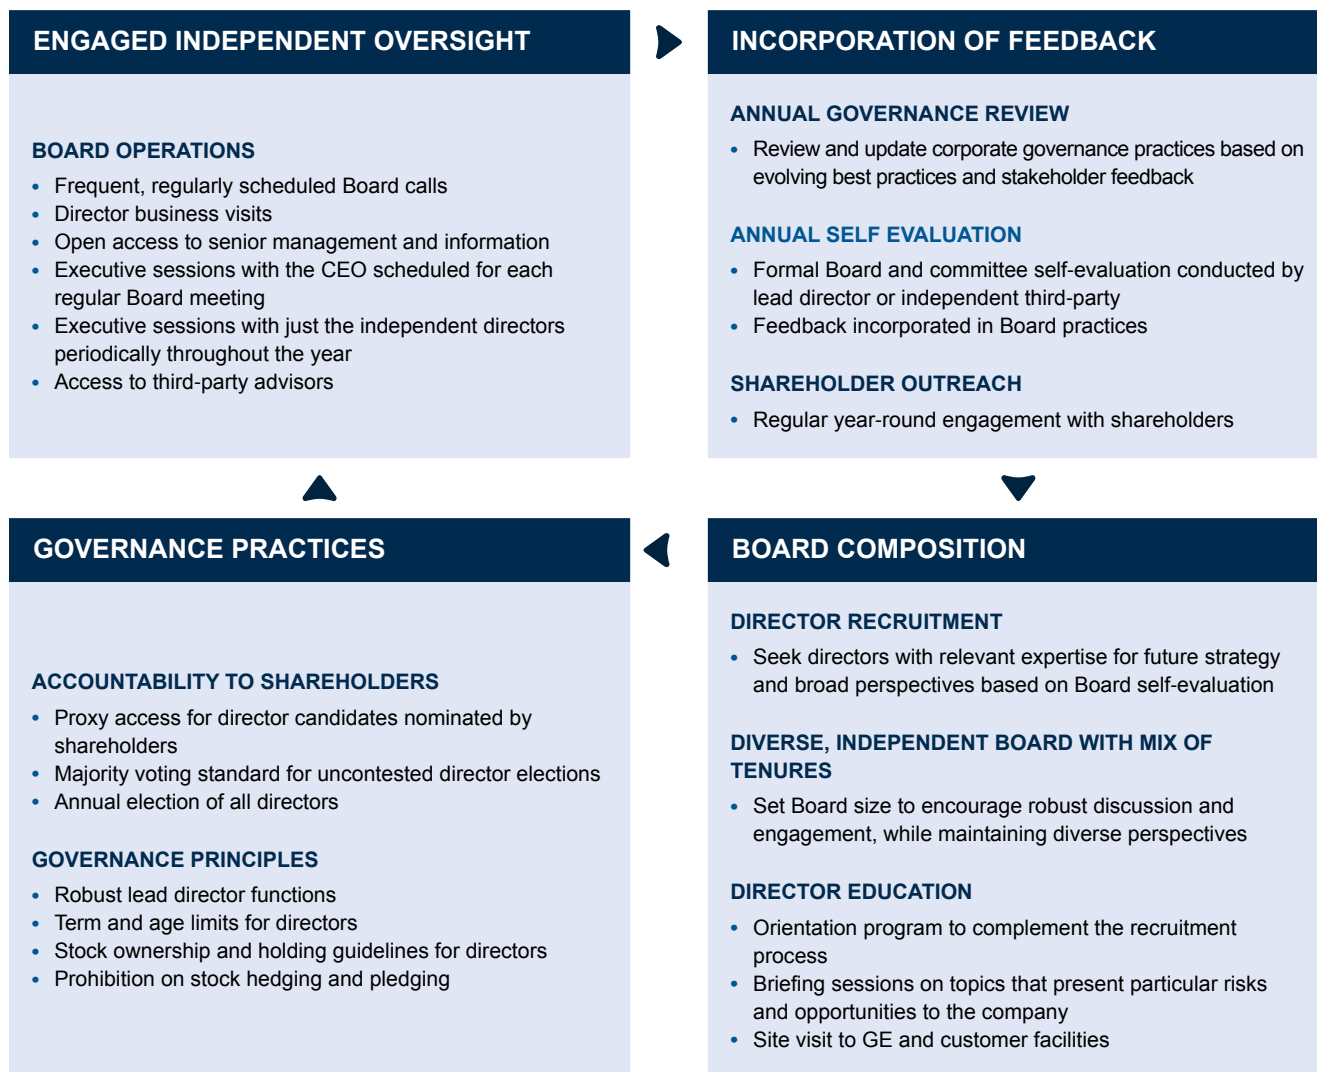 ENGAGED INDEPENDENT OVERSIGHT
BOARD OPERATIONS
• Frequent, regularly scheduled Board calls
• Director business visits
• Open access to senior management and information
• Executive sessions with the CEO scheduled for each
regular Board meeting
• Executive sessions with just the independent directors
periodically throughout the year
• Access to third-party advisors
INCORPORATION OF FEEDBACK
ANNUAL GOVERNANCE REVIEW
• Review and update corporate governance practices based on
evolving best practices and stakeholder feedback
ANNUAL SELF EVALUATION
• Formal Board and committee self-evaluation conducted by
lead director or independent third-party
• Feedback incorporated in Board practices
SHAREHOLDER OUTREACH
• Regular year-round engagement with shareholders
GOVERNANCE PRACTICES
ACCOUNTABILITY TO SHAREHOLDERS
• Proxy access for director candidates nominated by
shareholders
• Majority voting standard for uncontested director elections
• Annual election of all directors
GOVERNANCE PRINCIPLES
• Robust lead director functions
• Term and age limits for directors
• Stock ownership and holding guidelines for directors
• Prohibition on stock hedging and pledging
BOARD COMPOSITION
DIRECTOR RECRUITMENT
• Seek directors with relevant expertise for future strategy
and broad perspectives based on Board self-evaluation
DIVERSE, INDEPENDENT BOARD WITH MIX OF
TENURES
• Set Board size to encourage robust discussion and
engagement, while maintaining diverse perspectives
DIRECTOR EDUCATION
• Orientation program to complement the recruitment
process
• Briefing sessions on topics that present particular risks
and opportunities to the company
• Site visit to GE and customer facilities